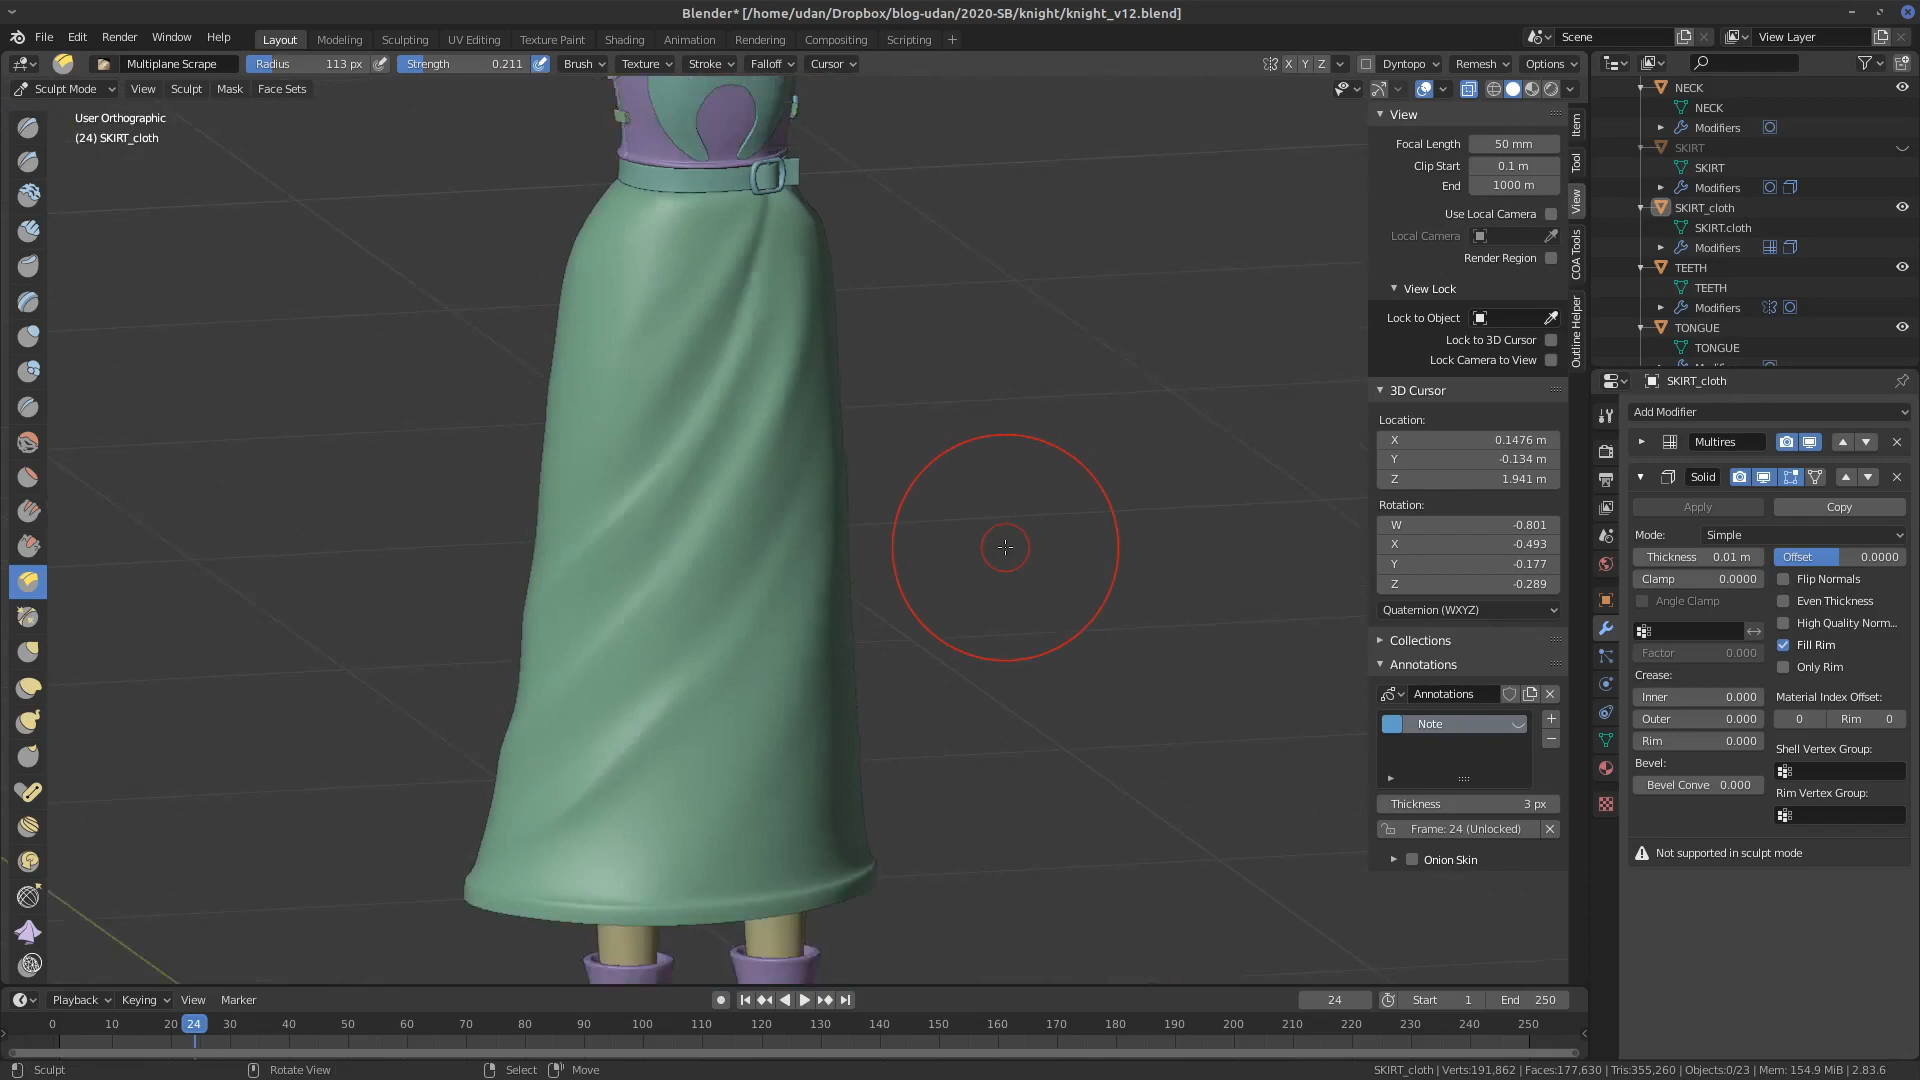 Blender* [/home/udan/Dropbox/blog-udan/2020-SB/knight/knight_v12.blend]
File Edit Render Window Help Layout Modeling Sculpting UV Editing Texture Paint Shading Animation Rendering Compositing Scripting + Scene View Layer
Multiplane Scrape Radius 113 px Strength 0.211 Brush Texture Stroke Falloff Cursor X Y Z Dyntopo Remesh Options
Sculpt Mode View Sculpt Mask Face Sets
User Orthographic
(24) SKIRT_cloth
View
Focal Length 50 mm
Clip Start 0.1 m
End 1000 m
Use Local Camera
Local Camera
Render Region
View Lock
Lock to Object
Lock to 3D Cursor
Lock Camera to View
3D Cursor
Location:
X 0.1476 m
Y -0.134 m
Z 1.941 m
Rotation:
W -0.801
X -0.493
Y -0.177
Z -0.289
Quaternion (WXYZ)
Collections
Annotations
Annotations
Note
Thickness 3 px
Frame: 24 (Unlocked)
Onion Skin
Item
Tool
View
COA Tools
Outline Helper
NECK
NECK
Modifiers
SKIRT
SKIRT
Modifiers
SKIRT_cloth
SKIRT.cloth
Modifiers
TEETH
TEETH
Modifiers
TONGUE
TONGUE
SKIRT_cloth
Add Modifier
Multires
Solid
Apply Copy
Mode: Simple
Thickness 0.01 m Offset 0.0000
Clamp 0.0000 Flip Normals
Angle Clamp Even Thickness
High Quality Norm...
Factor 0.000 Fill Rim
Crease: Only Rim
Inner 0.000 Material Index Offset:
Outer 0.000 0 Rim 0
Rim 0.000 Shell Vertex Group:
Bevel:
Bevel Conve 0.000 Rim Vertex Group:
Not supported in sculpt mode
Playback Keying View Marker 24 Start 1 End 250
0 10 20 24 30 40 50 60 70 80 90 100 110 120 130 140 150 160 170 180 190 200 210 220 230 240 250
Sculpt Rotate View Select Move SKIRT_cloth | Verts:191,862 | Faces:177,630 | Tris:355,260 | Objects:0/23 | Mem: 154.9 MiB | 2.83.6